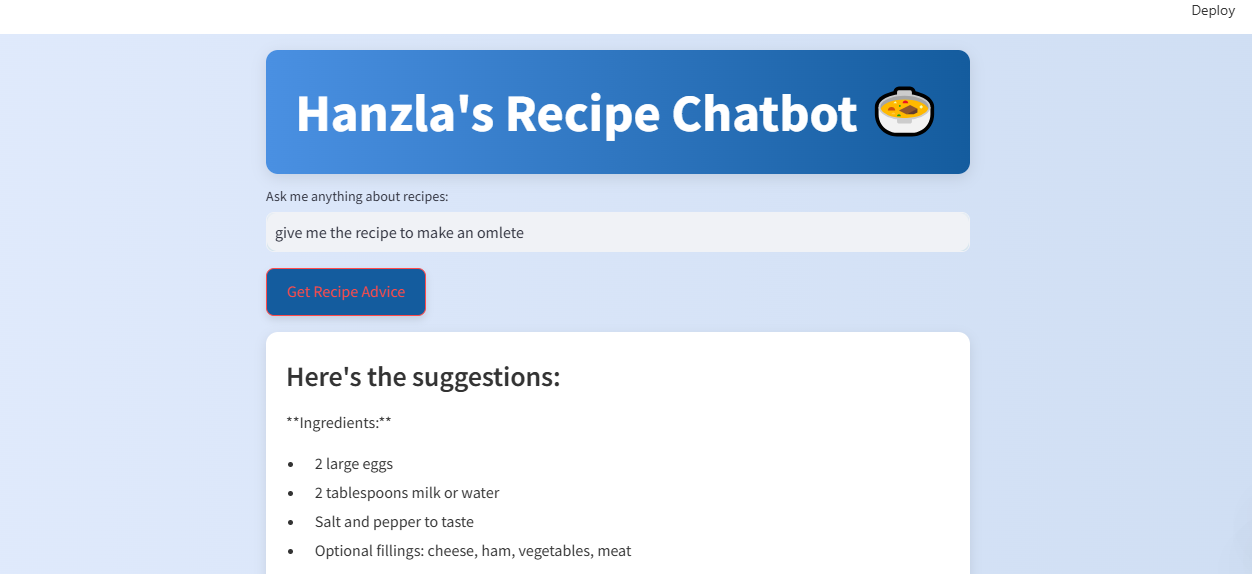 Deploy
Hanzla's Recipe Chatbot
Ask me anything about recipes:
give me the recipe to make an omlete
Get Recipe Advice
Here's the suggestions:
**Ingredients:**
2 large eggs
2 tablespoons milk or water
Salt and pepper to taste
Optional fillings: cheese, ham, vegetables, meat